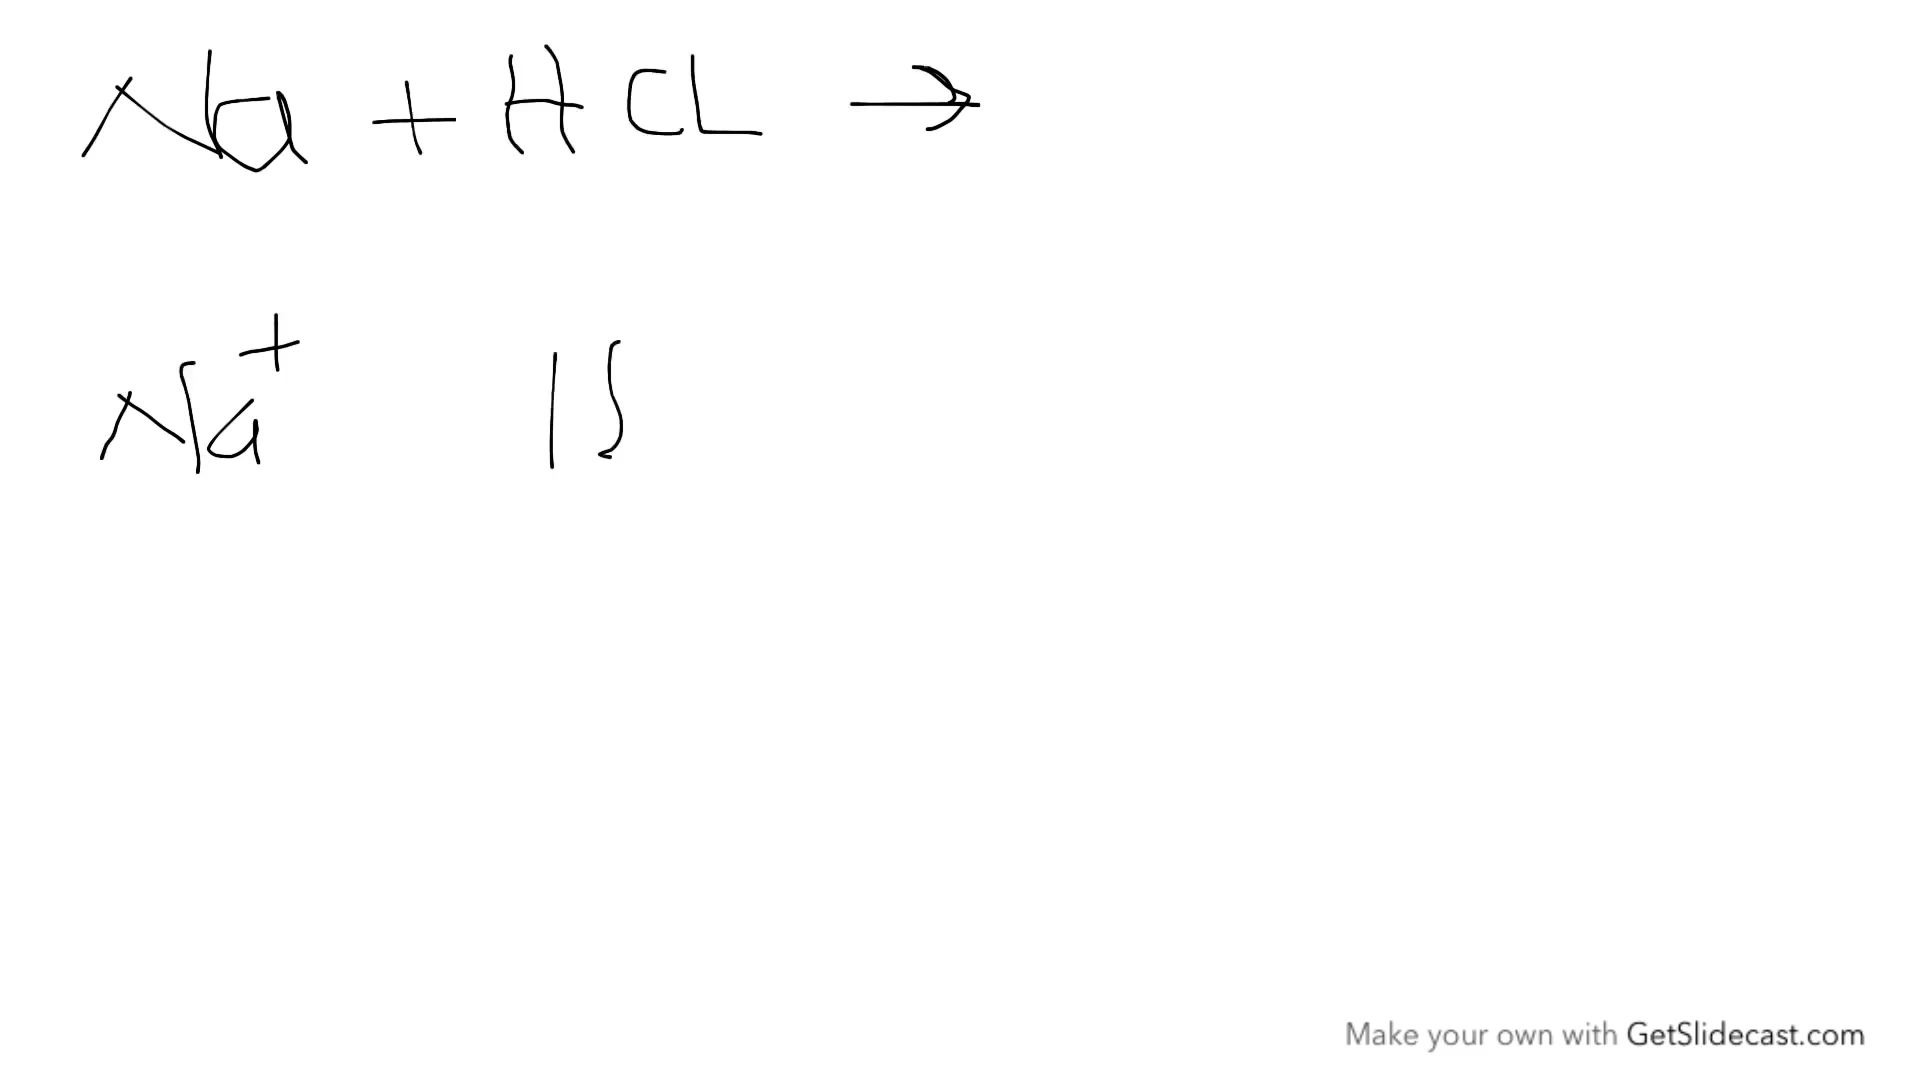 Na + HCL →
Na⁺ 1S
Make your own with GetSlidecast.com